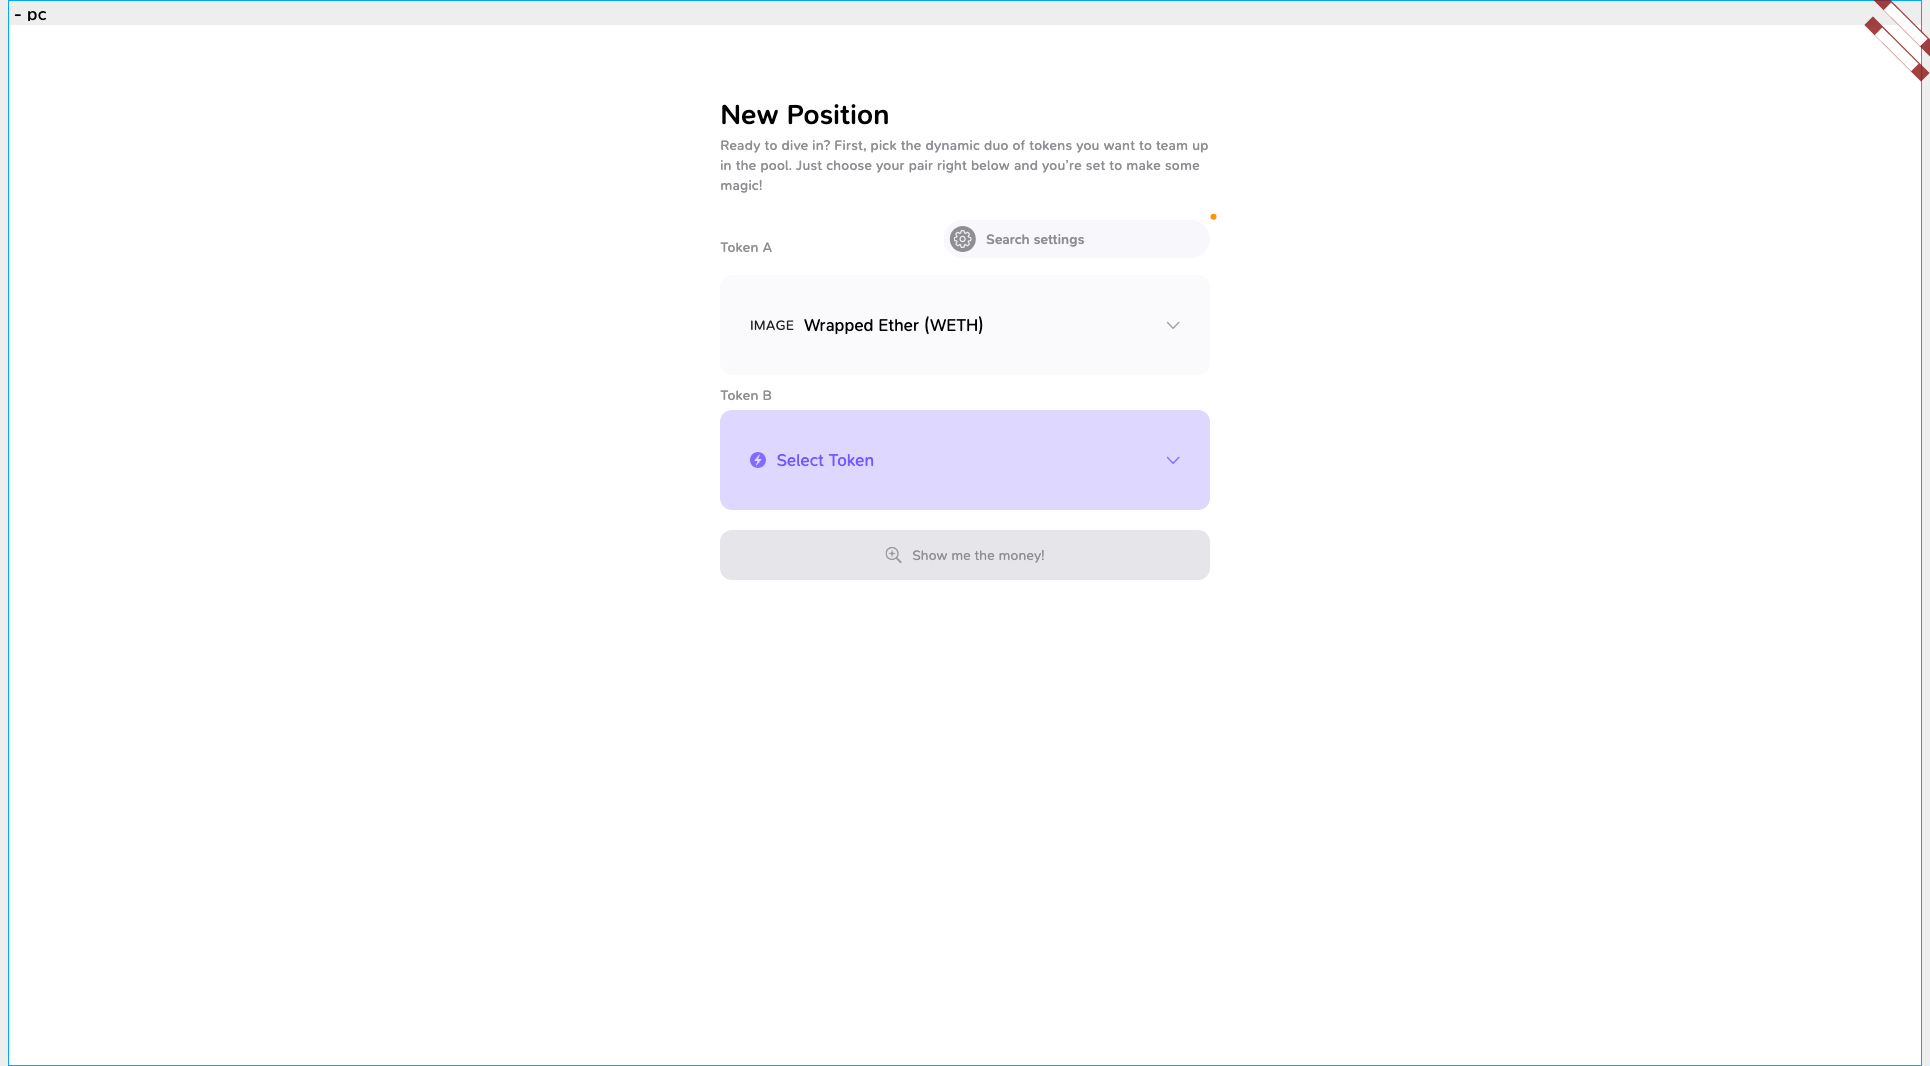 - pc
New Position
Ready to dive in? First, pick the dynamic duo of tokens you want to team up
in the pool. Just choose your pair right below and you're set to make some
magic!
Token A
Search settings
IMAGE Wrapped Ether (WETH)
Token B
Select Token
Show me the money!